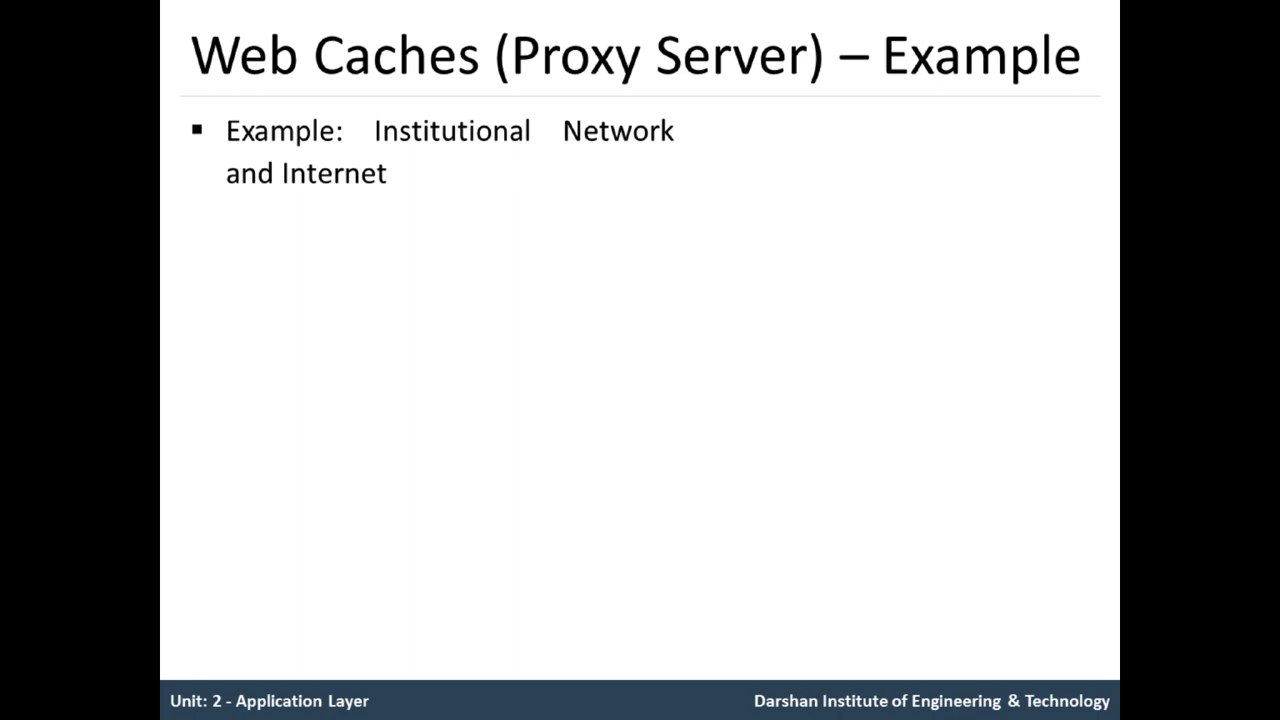 Web Caches (Proxy Server) – Example
▪ Example: Institutional Network
and Internet
Unit: 2 - Application Layer
Darshan Institute of Engineering & Technology